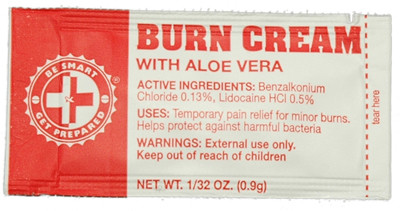 BURN CREAM
WITH ALOE VERA
BE SMART
GET PREPARED
®
ACTIVE INGREDIENTS: Benzalkonium
Chloride 0.13%, Lidocaine HCl 0.5%
USES: Temporary pain relief for minor burns.
Helps protect against harmful bacteria
WARNINGS: External use only.
Keep out of reach of children
NET WT. 1/32 OZ. (0.9g)
tear here